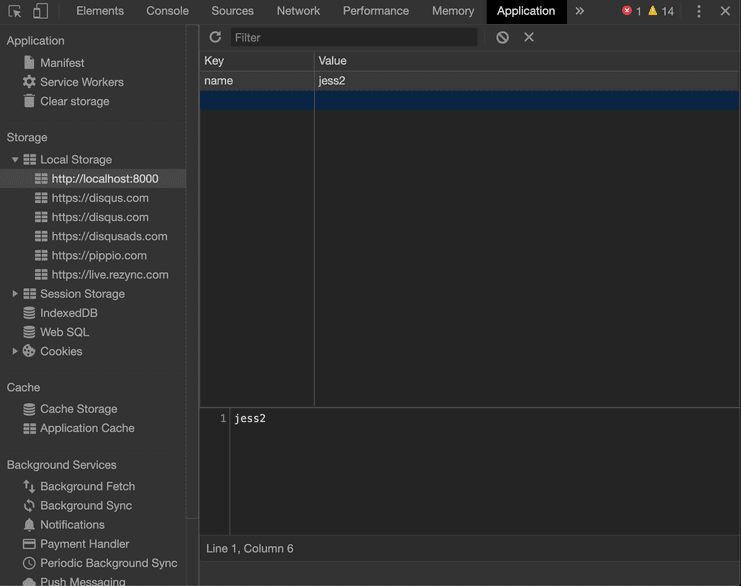 Elements Console Sources Network Performance Memory Application 1 14
Application
Manifest
Service Workers
Clear storage
Storage
Local Storage
http://localhost:8000
https://disqus.com
https://disqus.com
https://disqusads.com
https://pippio.com
https://live.rezync.com
Session Storage
IndexedDB
Web SQL
Cookies
Cache
Cache Storage
Application Cache
Background Services
Background Fetch
Background Sync
Notifications
Payment Handler
Periodic Background Sync
Push Messaging
Filter
Key Value
name jess2
1 jess2
Line 1, Column 6